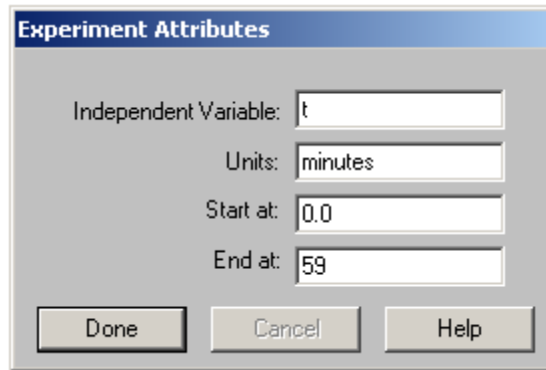 Experiment Attributes
Independent Variable: t
Units: minutes
Start at: 0.0
End at: 59
Done Cancel Help